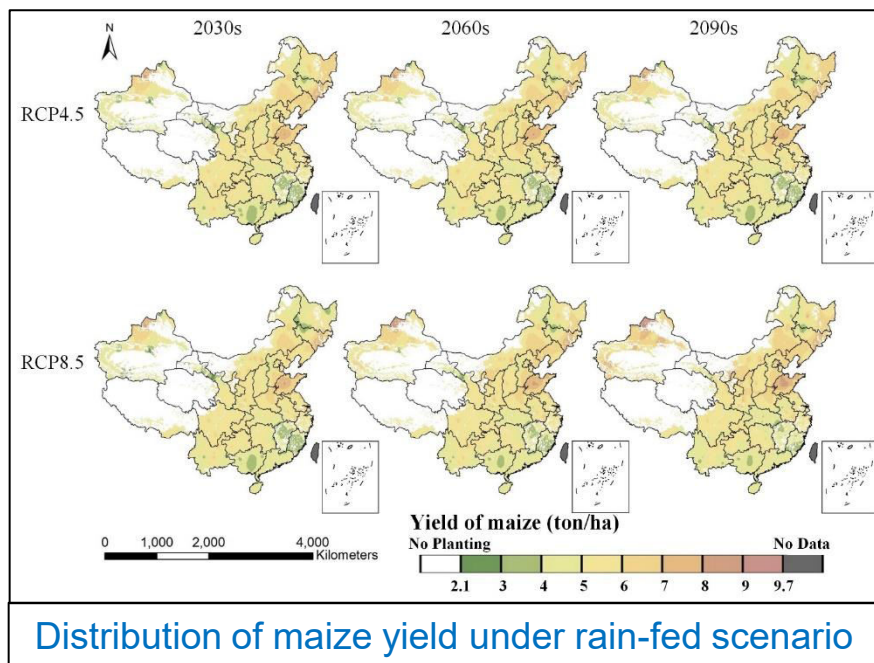 N
2030s 2060s 2090s
RCP4.5
RCP8.5
0 1,000 2,000 4,000
Kilometers
Yield of maize (ton/ha)
No Planting No Data
2.1 3 4 5 6 7 8 9 9.7
Distribution of maize yield under rain-fed scenario